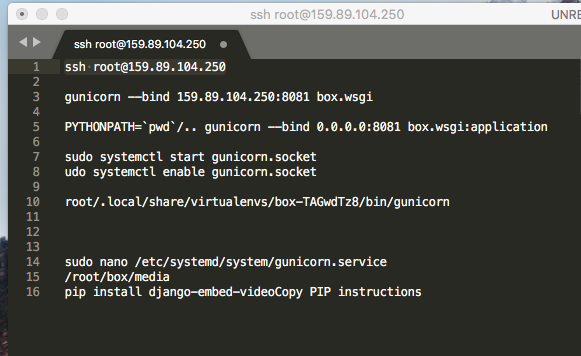 ssh root@159.89.104.250
UNRE
ssh root@159.89.104.250
1 ssh root@159.89.104.250
2
3 gunicorn --bind 159.89.104.250:8081 box.wsgi
4
5 PYTHONPATH=`pwd`/.. gunicorn --bind 0.0.0.0:8081 box.wsgi:application
6
7 sudo systemctl start gunicorn.socket
8 udo systemctl enable gunicorn.socket
9
10 root/.local/share/virtualenvs/box-TAGwdTz8/bin/gunicorn
11
12
13
14 sudo nano /etc/systemd/system/gunicorn.service
15 /root/box/media
16 pip install django-embed-videoCopy PIP instructions